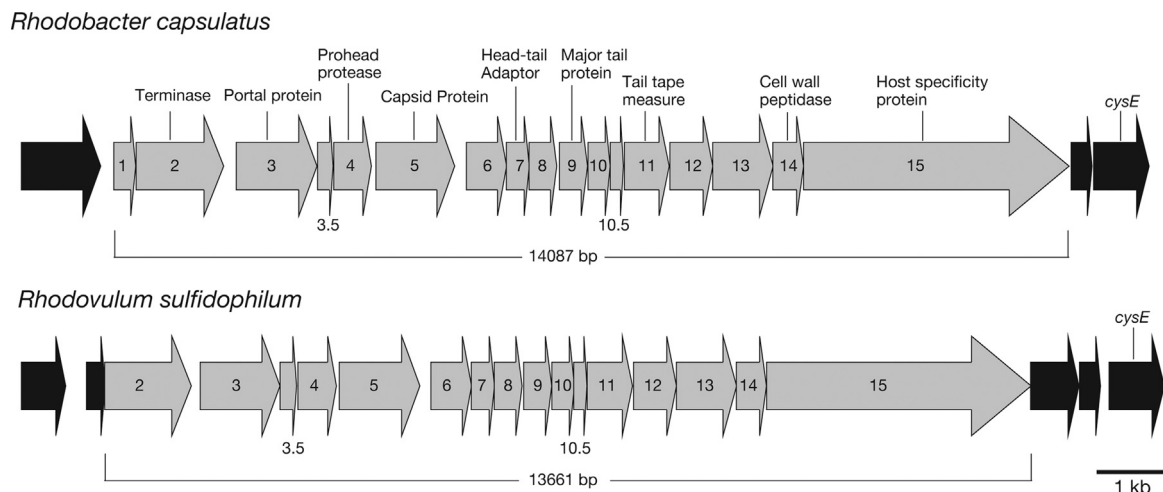 Rhodobacter capsulatus
Prohead
protease
Head-tail
Adaptor
Major tail
protein
Terminase
Portal protein
Capsid Protein
Tail tape
measure
Cell wall
peptidase
Host specificity
protein
cysE
1 2 3 4 5 6 7 8 9 10 11 12 13 14 15
3.5 10.5
14087 bp
Rhodovulum sulfidophilum
cysE
2 3 4 5 6 7 8 9 10 11 12 13 14 15
3.5 10.5
13661 bp
1 kb